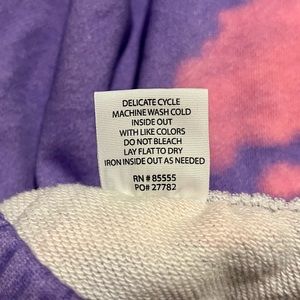 DELICATE CYCLE
MACHINE WASH COLD
INSIDE OUT
WITH LIKE COLORS
DO NOT BLEACH
LAY FLAT TO DRY
IRON INSIDE OUT AS NEEDED
RN # 85555
PO# 27782